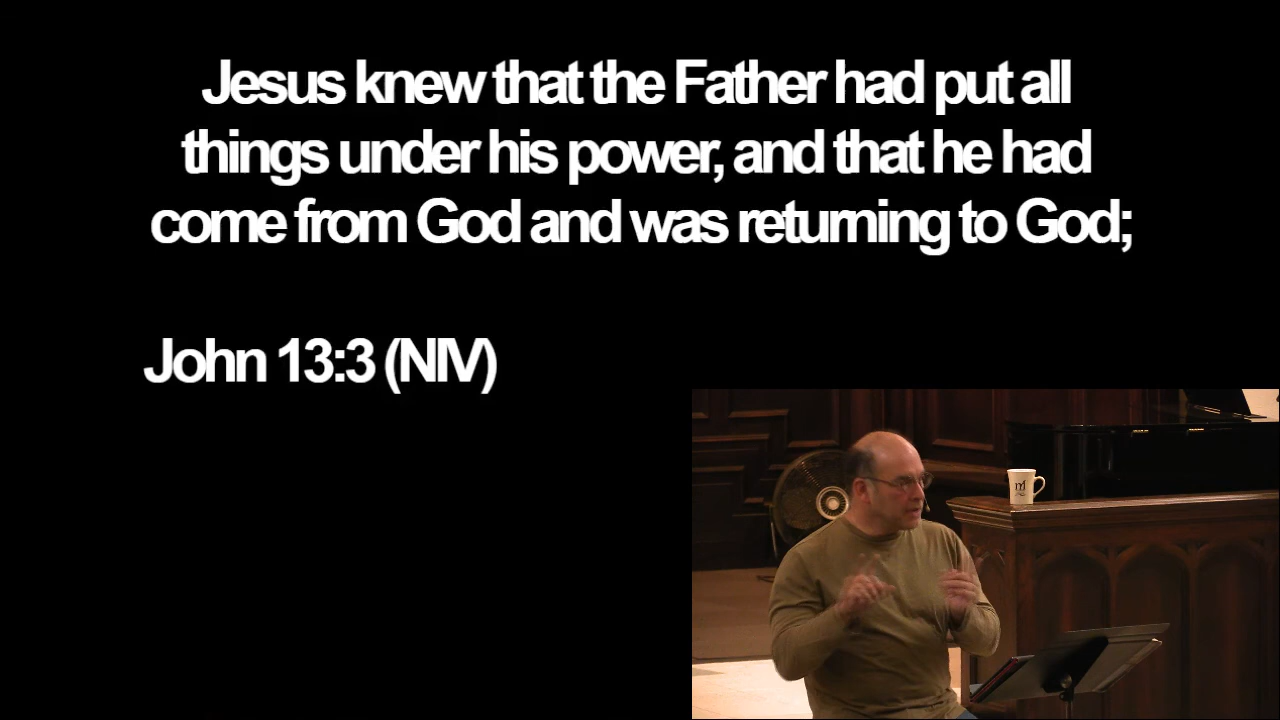 Jesus knew that the Father had put all
things under his power, and that he had
come from God and was returning to God;
John 13:3 (NIV)